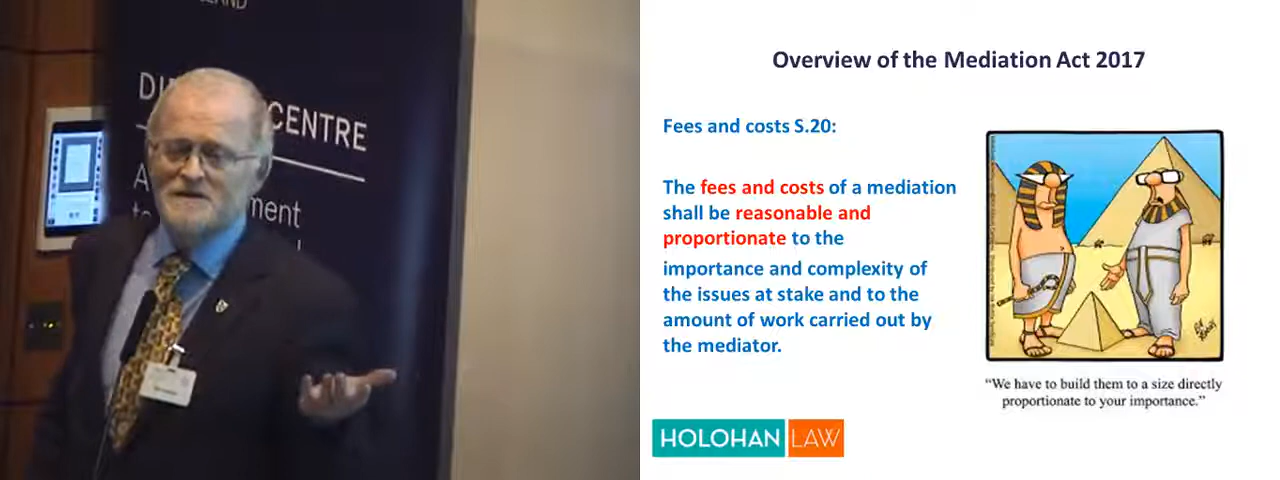 LAND
DI CENTRE
A ment
to
Overview of the Mediation Act 2017
Fees and costs S.20:
The fees and costs of a mediation
shall be reasonable and
proportionate to the
importance and complexity of
the issues at stake and to the
amount of work carried out by
the mediator.
"We have to build them to a size directly
proportionate to your importance."
HOLOHAN LAW